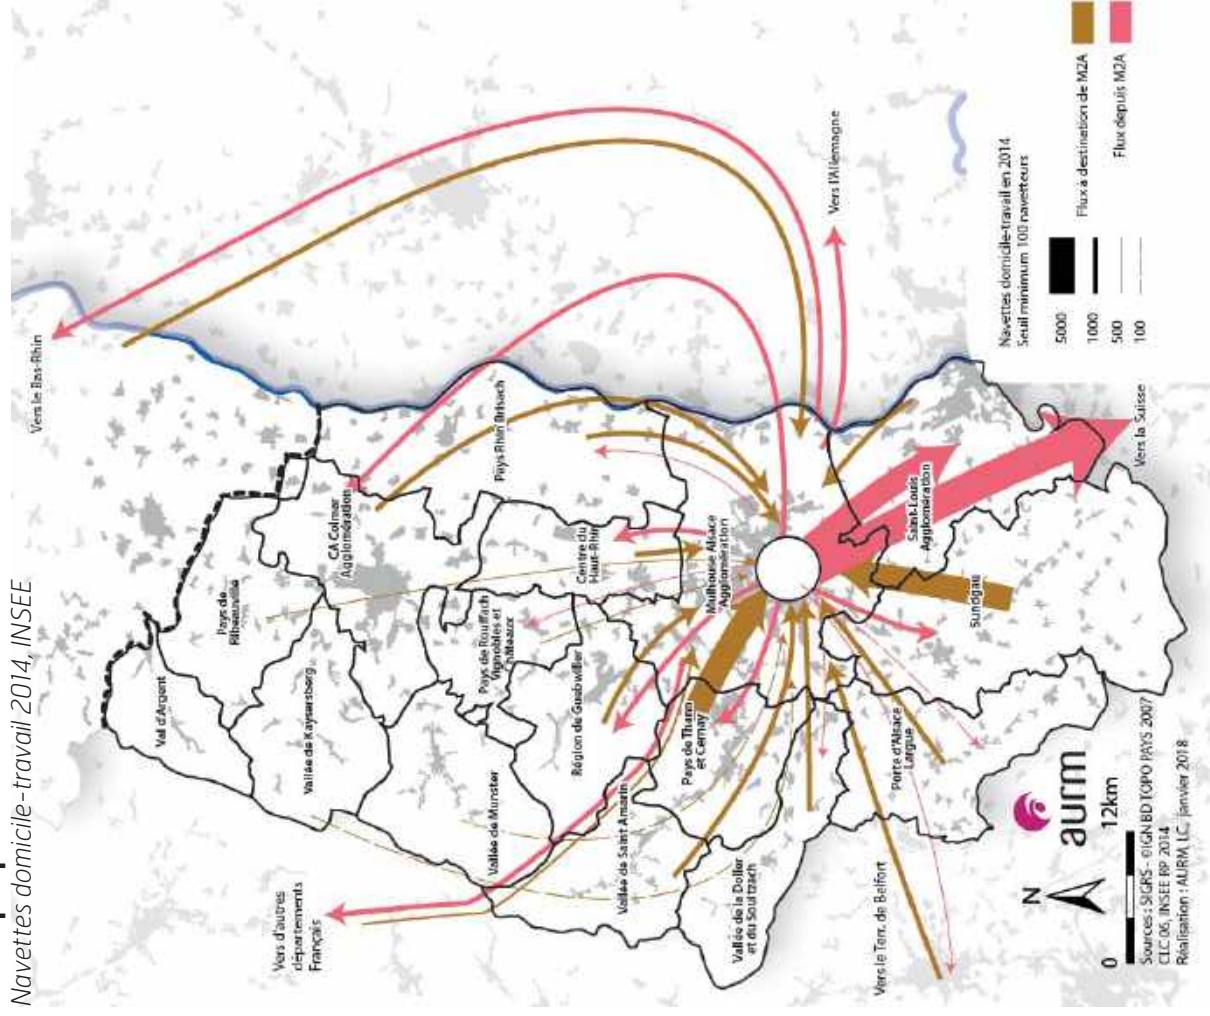 Navettes domicile-travail 2014, INSEE
Vers le Bas-Rhin
Vers d'autres
départements
Français
Val d'Argent
Pays de
Ribeauvillé
Vallée de Kaysersberg
CA Colmar
Agglomération
Pays Rhin Brisach
Vallée de Munster
Pays de Rouffach
Vignobles et
Châteaux
Centre du
Haut-Rhin
Région de Guebwiller
Vallée de Saint Amarin
Pays de Thann
et Cernay
Mulhouse Alsace
Agglomération
Vallée de la Doller
et du Soultzach
Vers l'Allemagne
Vers le Terr. de Belfort
Porte d'Alsace
Largue
Sundgau
Saint-Louis
Agglomération
Vers la Suisse
Navettes domicile-travail en 2014
Seuil minimum 100 navetteurs
5000
1000
500
100
Flux à destination de M2A
Flux depuis M2A
N
aurm
0
12km
Sources : SIGRS - ©IGN BD TOPO PAYS 2007
CLC 06, INSEE RP 2014
Réalisation : AURM, LC, janvier 2018